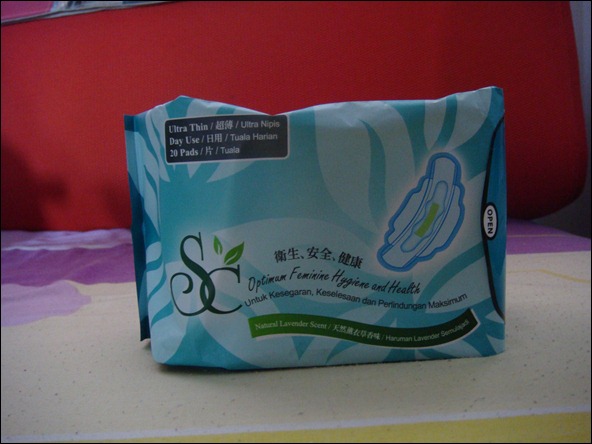 Ultra Thin / 超薄 / Ultra Nipis
Day Use / 日用 / Tuala Harian
20 Pads / 片 / Tuala
OPEN
SC
衛生、安全、健康
Optimum Feminine Hygiene and Health
Untuk Kesegaran, Keselesaan dan Perlindungan Maksimum
Natural Lavender Scent / 天然薰衣草香味 / Haruman Lavender Semulajadi